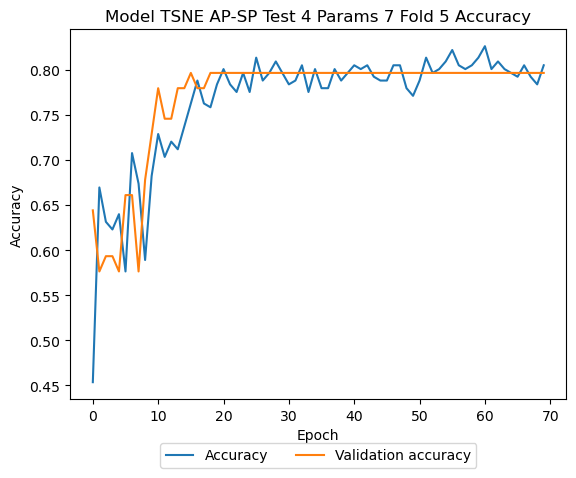 Model TSNE AP-SP Test 4 Params 7 Fold 5 Accuracy
Accuracy
0.80
0.75
0.70
0.65
0.60
0.55
0.50
0.45
0 10 20 30 40 50 60 70
Epoch
Accuracy Validation accuracy